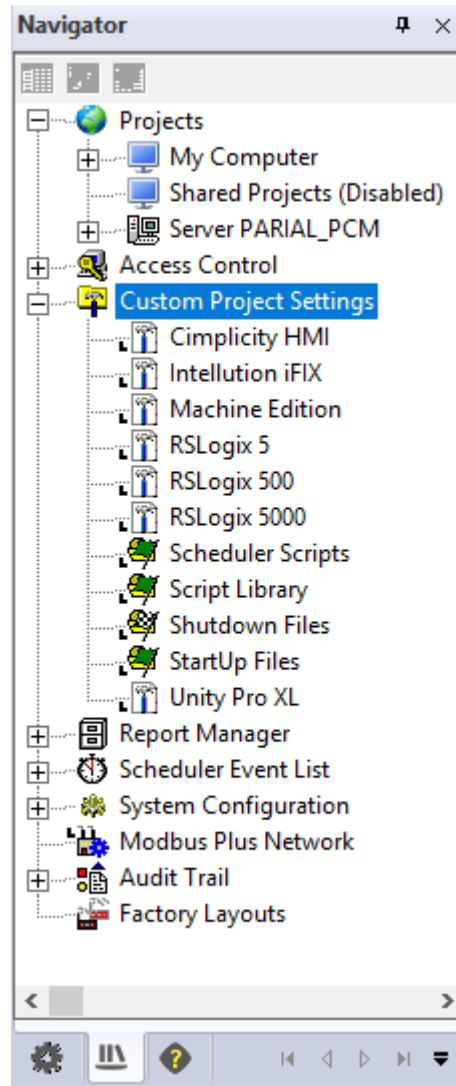 Navigator
Projects
My Computer
Shared Projects (Disabled)
Server PARIAL_PCM
Access Control
Custom Project Settings
Cimplicity HMI
Intellution iFIX
Machine Edition
RSLogix 5
RSLogix 500
RSLogix 5000
Scheduler Scripts
Script Library
Shutdown Files
StartUp Files
Unity Pro XL
Report Manager
Scheduler Event List
System Configuration
Modbus Plus Network
Audit Trail
Factory Layouts